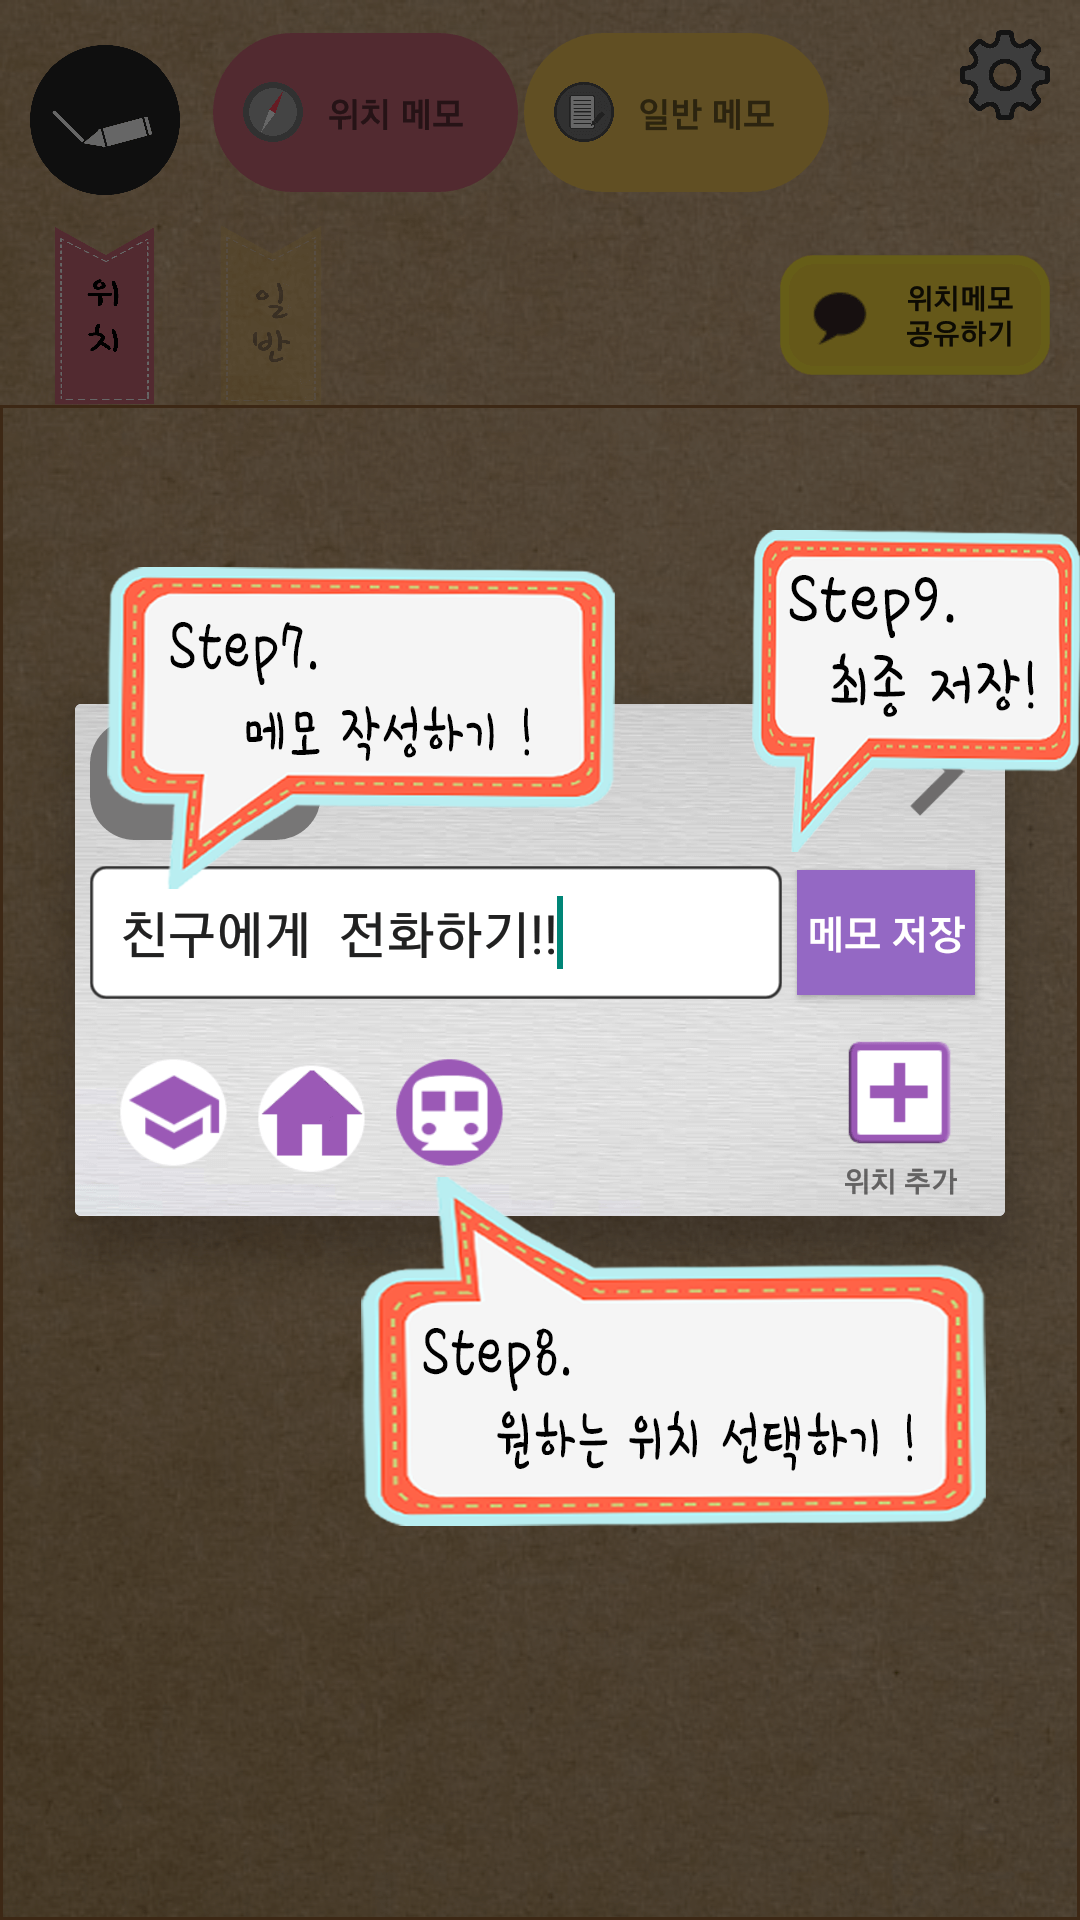 위치 메모
일반 메모
위
치
일
반
위치메모
공유하기
Step9.
최종 저장!
Step7.
메모 작성하기 !
친구에게 전화하기!!
메모 저장
위치 추가
Step8.
원하는 위치 선택하기 !